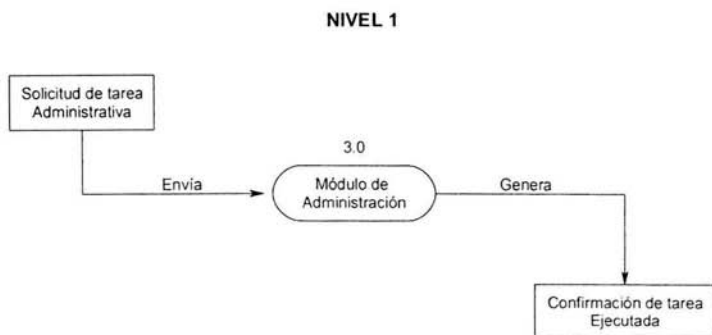 NIVEL 1
Solicitud de tarea
Administrativa
3.0
Envía
Módulo de
Administración
Genera
Confirmación de tarea
Ejecutada